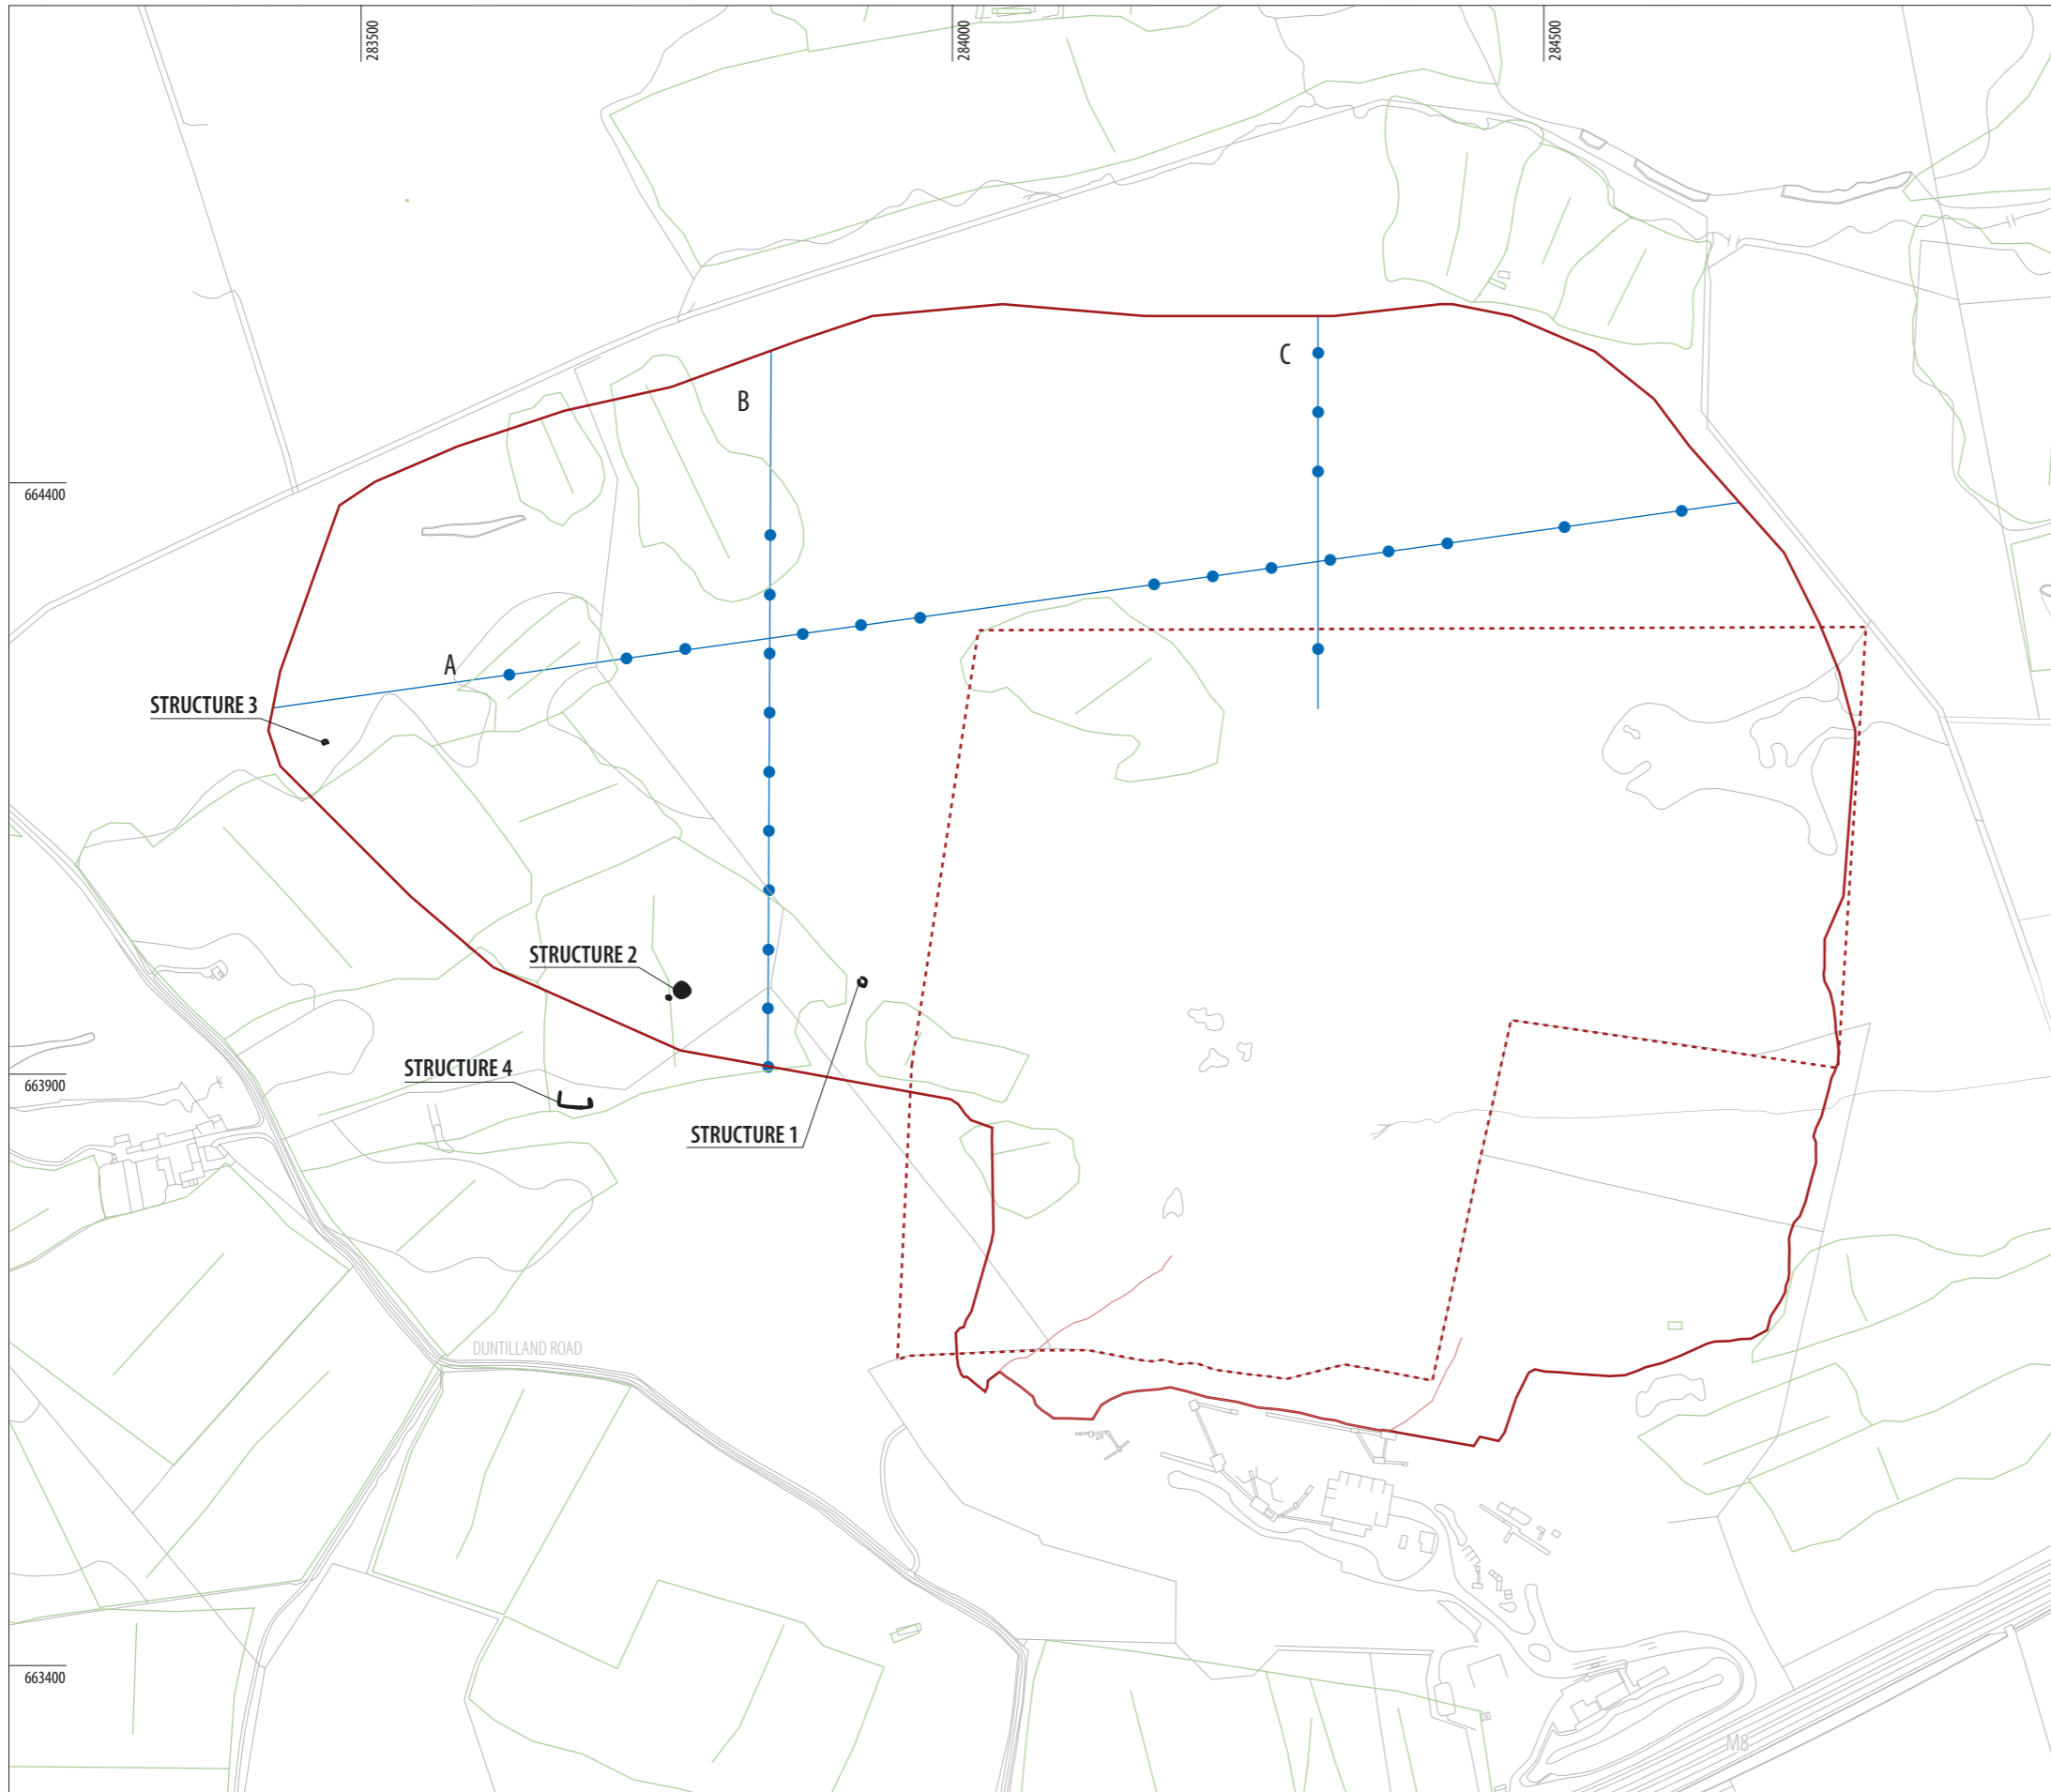 283500
284000
284500
C
B
664400
A
STRUCTURE 3
STRUCTURE 2
STRUCTURE 4
663900
STRUCTURE 1
DUNTILLAND ROAD
663400
M8